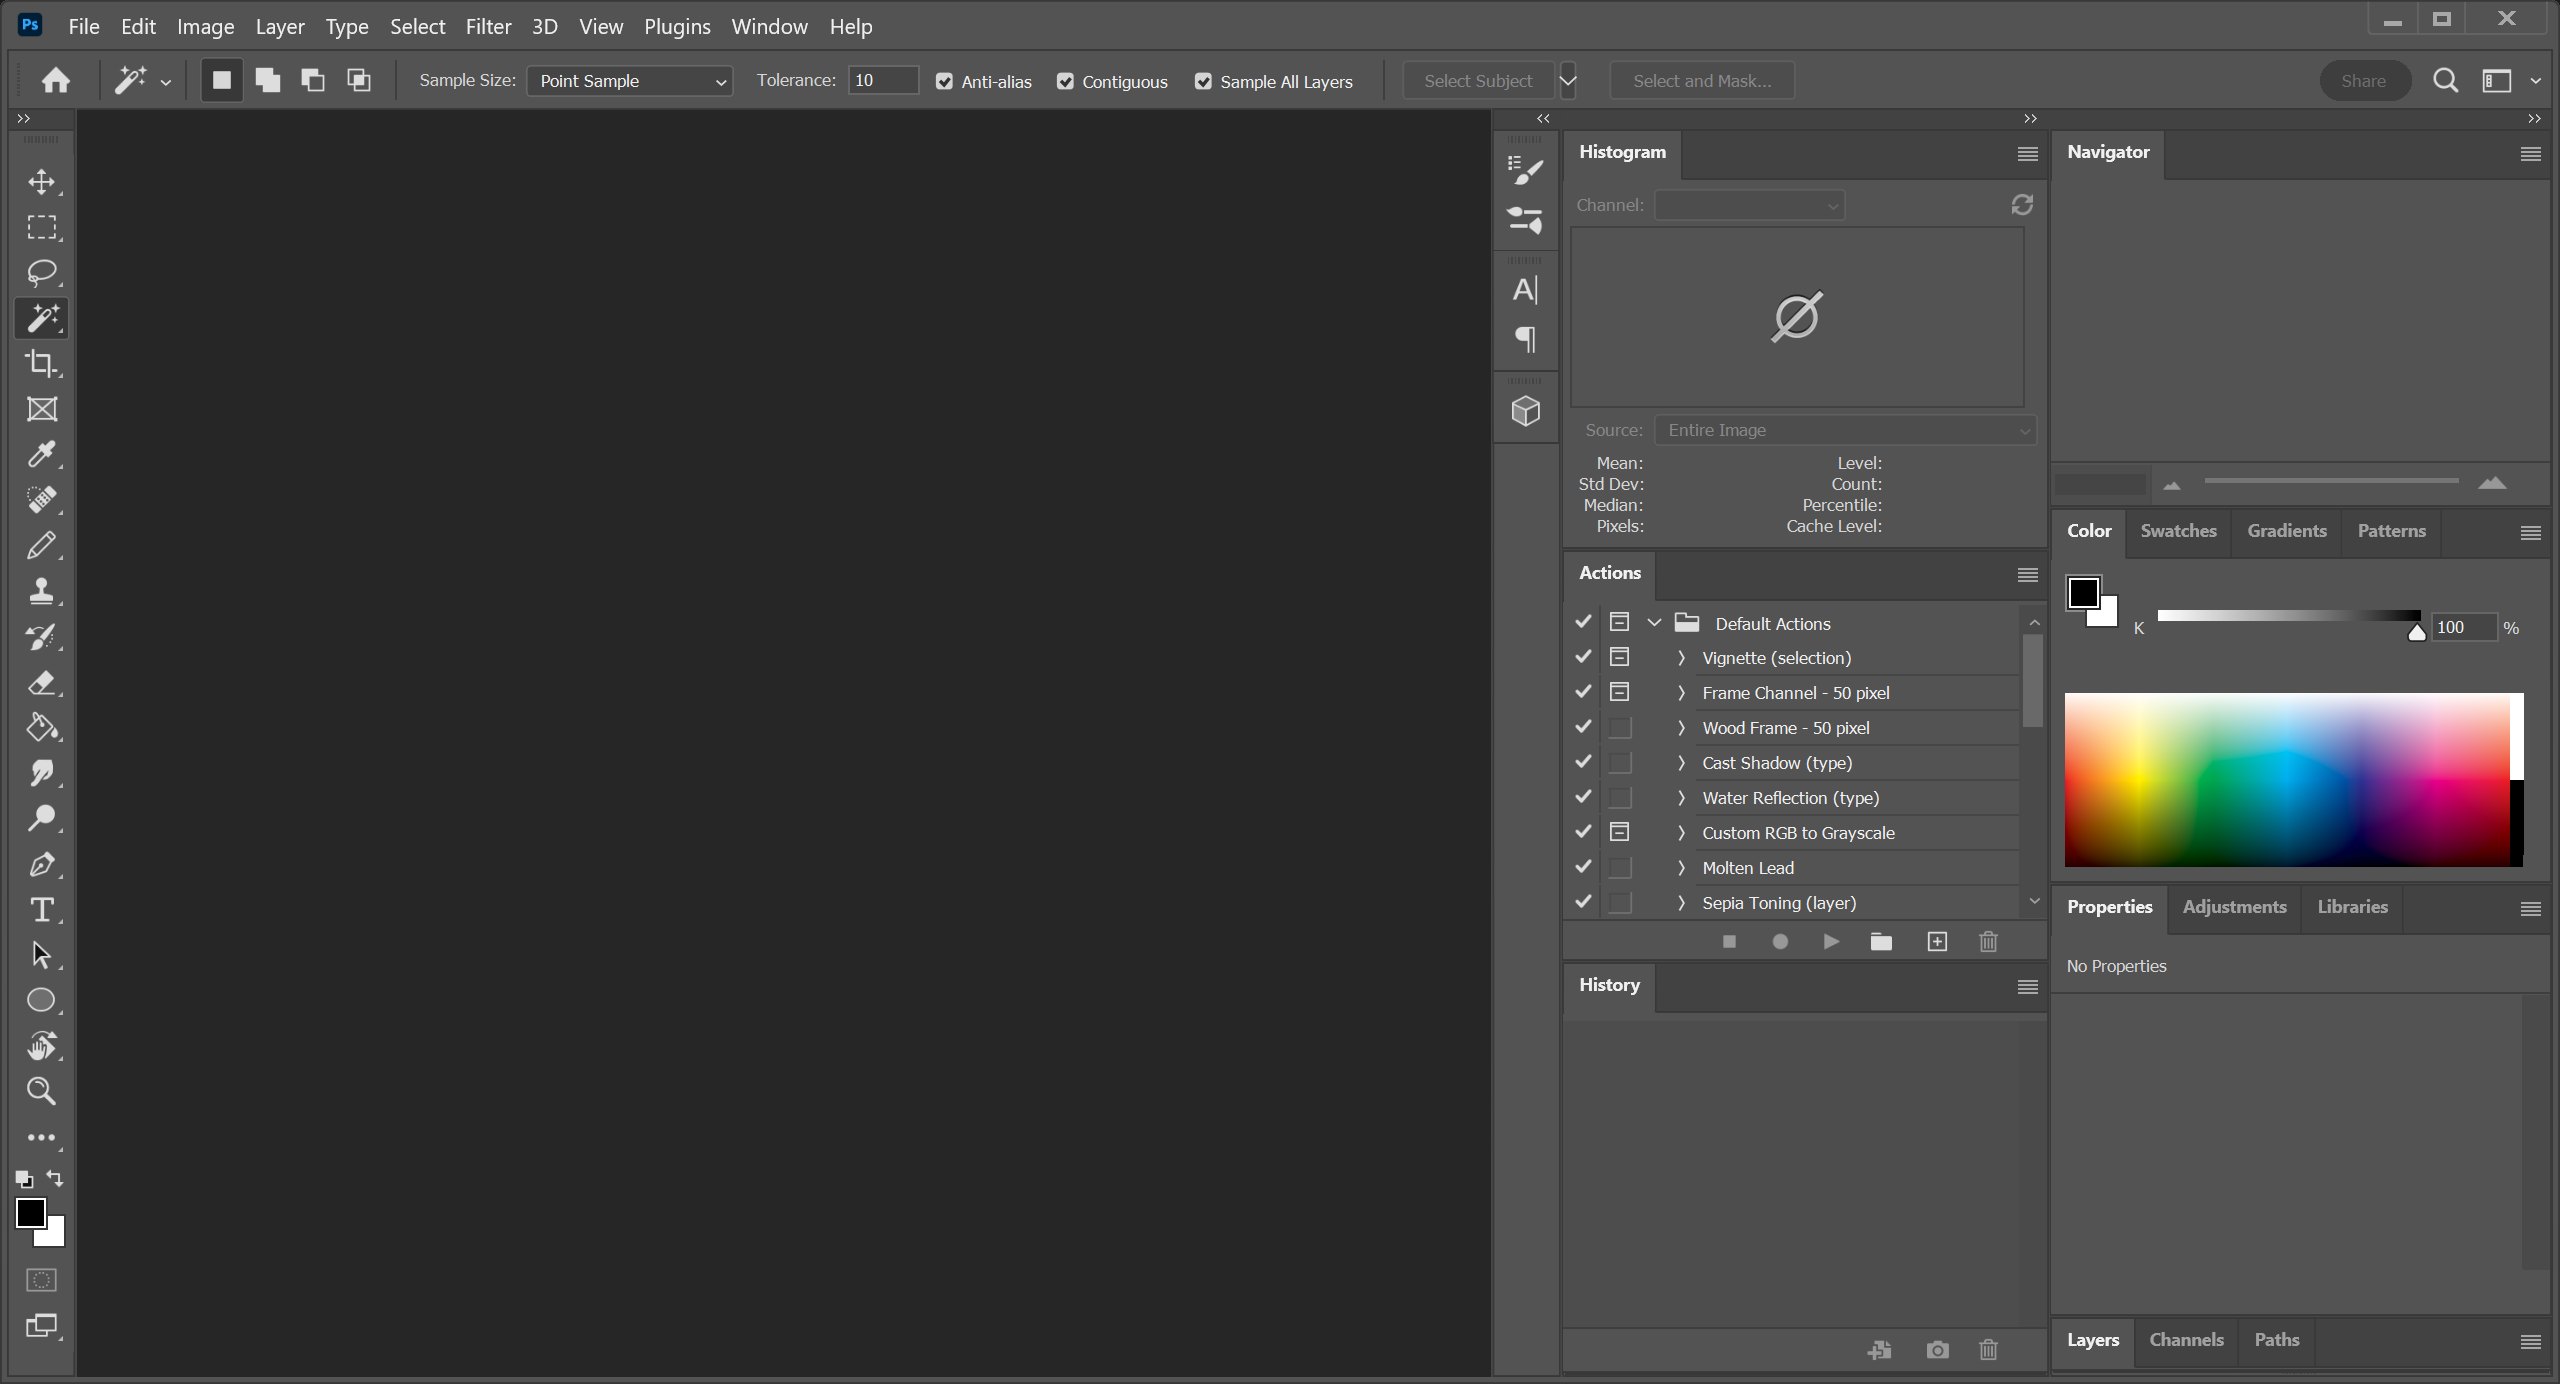 Ps File Edit Image Layer Type Select Filter 3D View Plugins Window Help
Sample Size: Point Sample Tolerance: 10 Anti-alias Contiguous Sample All Layers Select Subject Select and Mask... Share
Histogram
Channel:
Source: Entire Image
Mean: Level:
Std Dev: Count:
Median: Percentile:
Pixels: Cache Level:
Actions
Default Actions
Vignette (selection)
Frame Channel - 50 pixel
Wood Frame - 50 pixel
Cast Shadow (type)
Water Reflection (type)
Custom RGB to Grayscale
Molten Lead
Sepia Toning (layer)
History
Navigator
Color Swatches Gradients Patterns
K 100 %
Properties Adjustments Libraries
No Properties
Layers Channels Paths